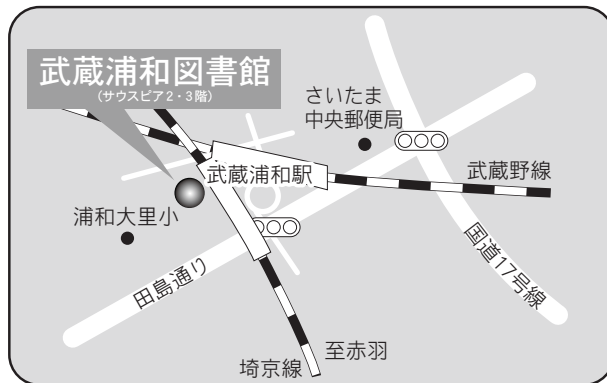 武蔵浦和図書館
(サウスピア2・3階)
さいたま
中央郵便局
武蔵浦和駅
武蔵野線
浦和大里小
田島通り
国道17号線
至赤羽
埼京線